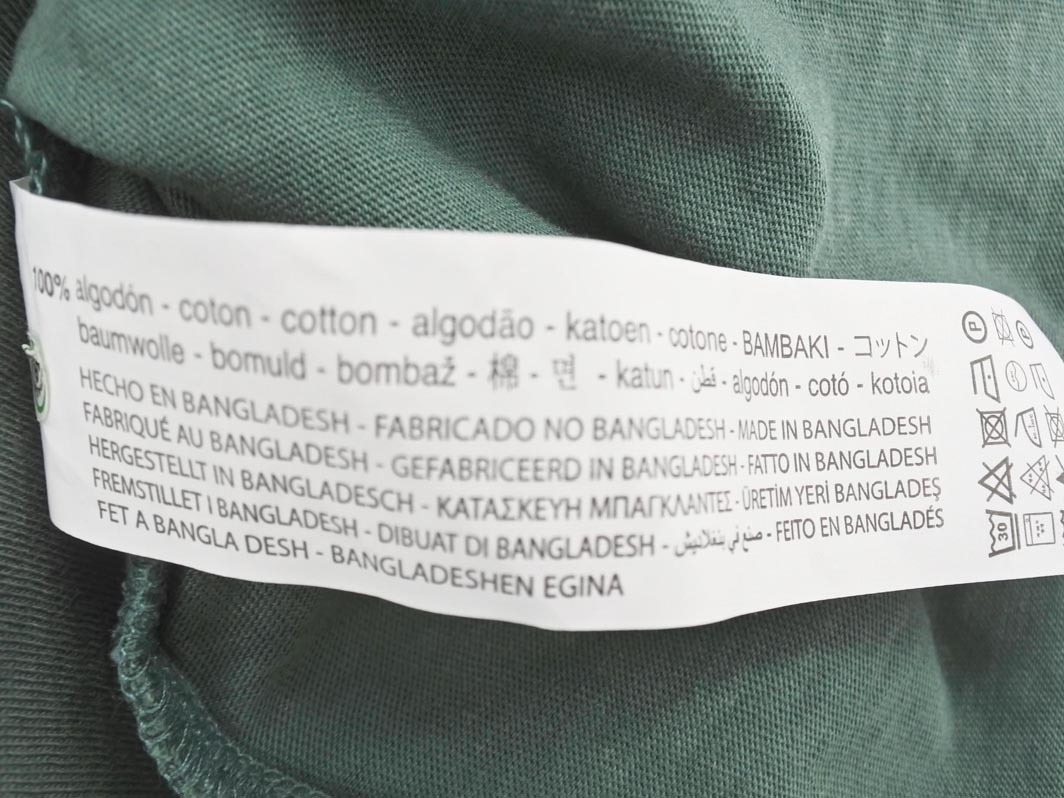 100% algodón - coton - cotton - algodão - katoen - cotone - BAMBAKI - コットン
baumwolle - bomuld - bombaž - 棉 - 면 - katun - قطن - algodón - cotó - kotoia
HECHO EN BANGLADESH - FABRICADO NO BANGLADESH - MADE IN BANGLADESH
FABRIQUÉ AU BANGLADESH - GEFABRICEERD IN BANGLADESH - FATTO IN BANGLADESH
HERGESTELLT IN BANGLADESCH - ΚΑΤΑΣΚΕΥΗ ΜΠΑΓΚΛΑΝΤΕΣ - ÜRETİM YERİ BANGLADEŞ
FREMSTILLET I BANGLADESH - DIBUAT DI BANGLADESH - صنع في بنغلاديش - FEITO EN BANGLADÉS
FET A BANGLA DESH - BANGLADESHEN EGINA
P
30